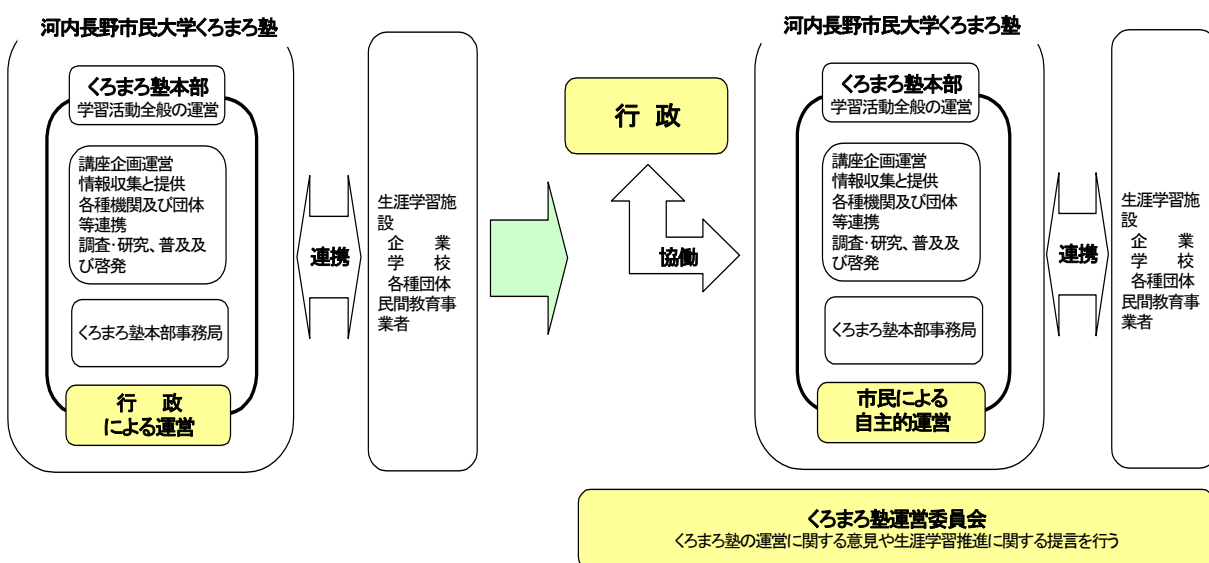 河内長野市民大学くろまろ塾
くろまろ塾本部
学習活動全般の運営
講座企画運営
情報収集と提供
各種機関及び団体
等連携
調査・研究、普及及
び啓発
くろまろ塾本部事務局
行 政
による運営
連携
生涯学習施
設
企 業
学 校
各種団体
民間教育事
業者
行 政
協働
河内長野市民大学くろまろ塾
くろまろ塾本部
学習活動全般の運営
講座企画運営
情報収集と提供
各種機関及び団体
等連携
調査・研究、普及及
び啓発
くろまろ塾本部事務局
市民による
自主的運営
連携
生涯学習施
設
企 業
学 校
各種団体
民間教育事
業者
くろまろ塾運営委員会
くろまろ塾の運営に関する意見や生涯学習推進に関する提言を行う